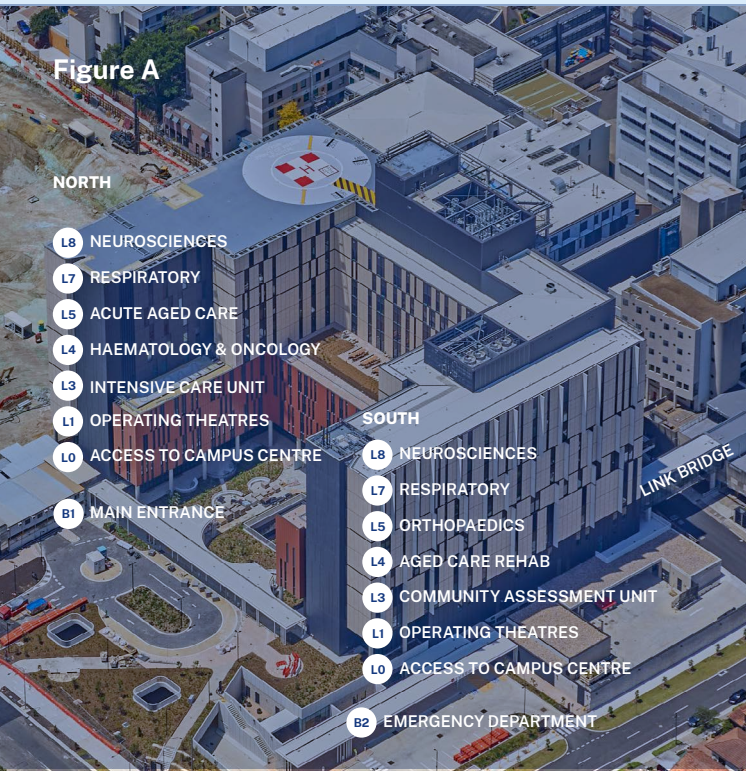 Figure A
NORTH
L8 NEUROSCIENCES
L7 RESPIRATORY
L5 ACUTE AGED CARE
L4 HAEMATOLOGY & ONCOLOGY
L3 INTENSIVE CARE UNIT
L1 OPERATING THEATRES
L0 ACCESS TO CAMPUS CENTRE
B1 MAIN ENTRANCE
SOUTH
L8 NEUROSCIENCES
L7 RESPIRATORY
L5 ORTHOPAEDICS
L4 AGED CARE REHAB
L3 COMMUNITY ASSESSMENT UNIT
L1 OPERATING THEATRES
L0 ACCESS TO CAMPUS CENTRE
B2 EMERGENCY DEPARTMENT
LINK BRIDGE
H